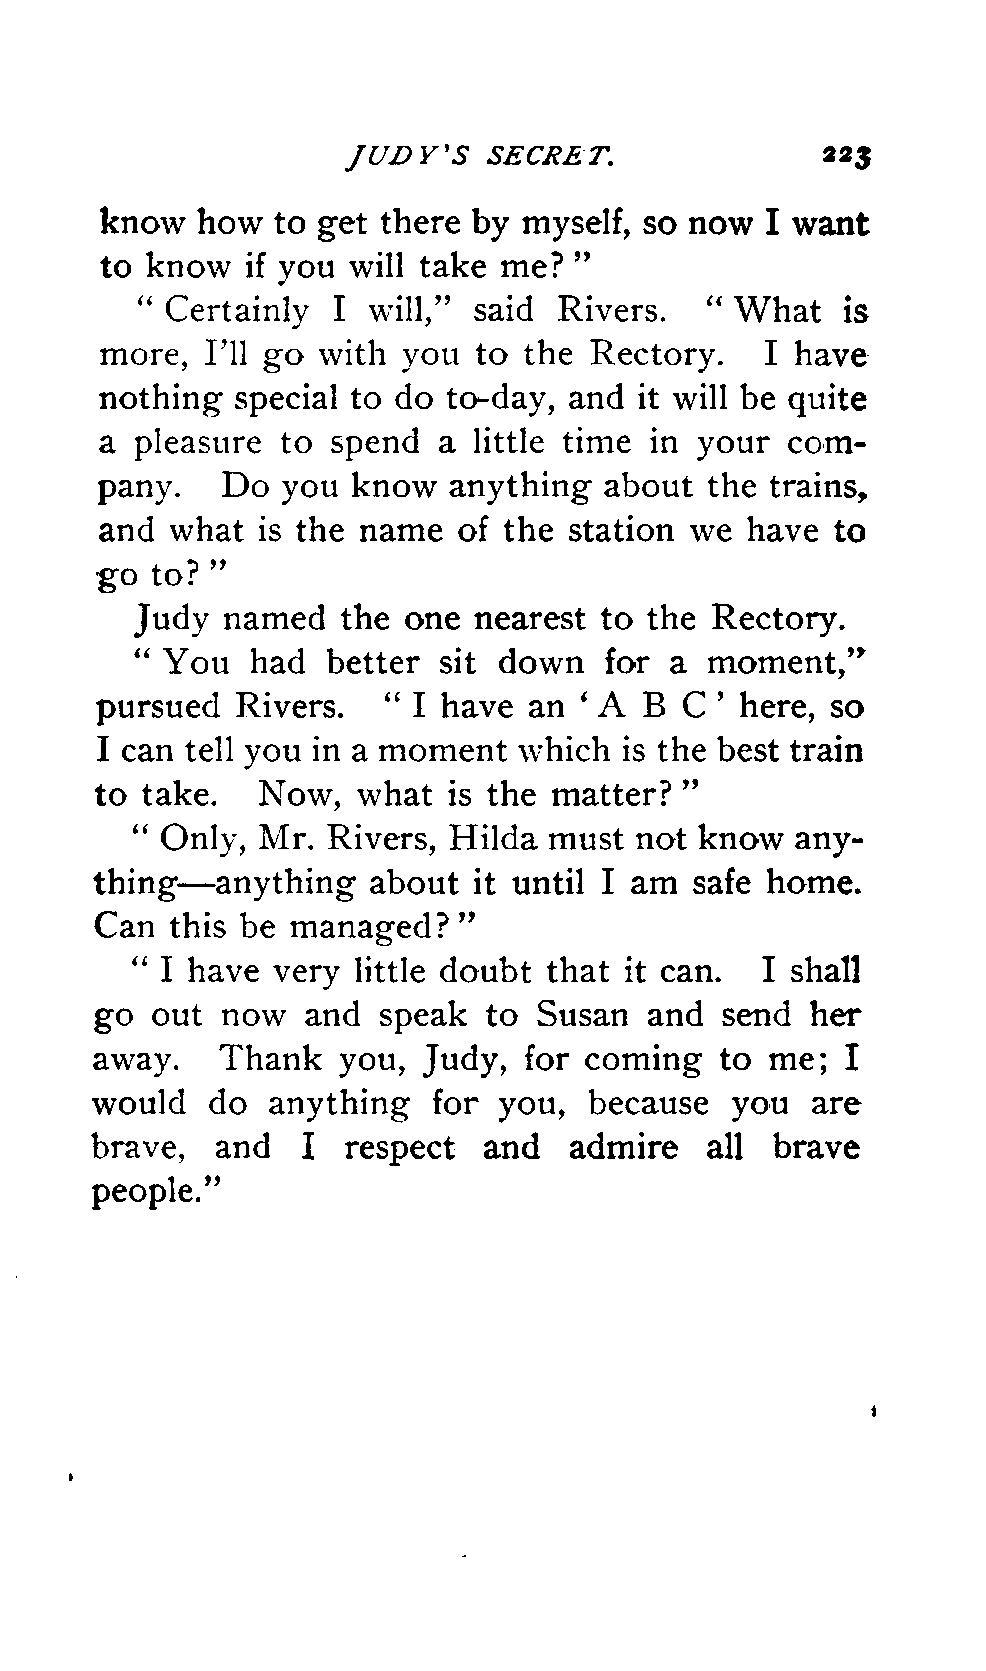 JUDY'S SECRET. 223
know how to get there by myself, so now I want
to know if you will take me?"
"Certainly I will," said Rivers. "What is
more, I'll go with you to the Rectory. I have
nothing special to do to-day, and it will be quite
a pleasure to spend a little time in your com-
pany. Do you know anything about the trains,
and what is the name of the station we have to
go to?"
Judy named the one nearest to the Rectory.
"You had better sit down for a moment,"
pursued Rivers. "I have an 'A B C' here, so
I can tell you in a moment which is the best train
to take. Now, what is the matter?"
"Only, Mr. Rivers, Hilda must not know any-
thing—anything about it until I am safe home.
Can this be managed?"
"I have very little doubt that it can. I shall
go out now and speak to Susan and send her
away. Thank you, Judy, for coming to me; I
would do anything for you, because you are
brave, and I respect and admire all brave
people."